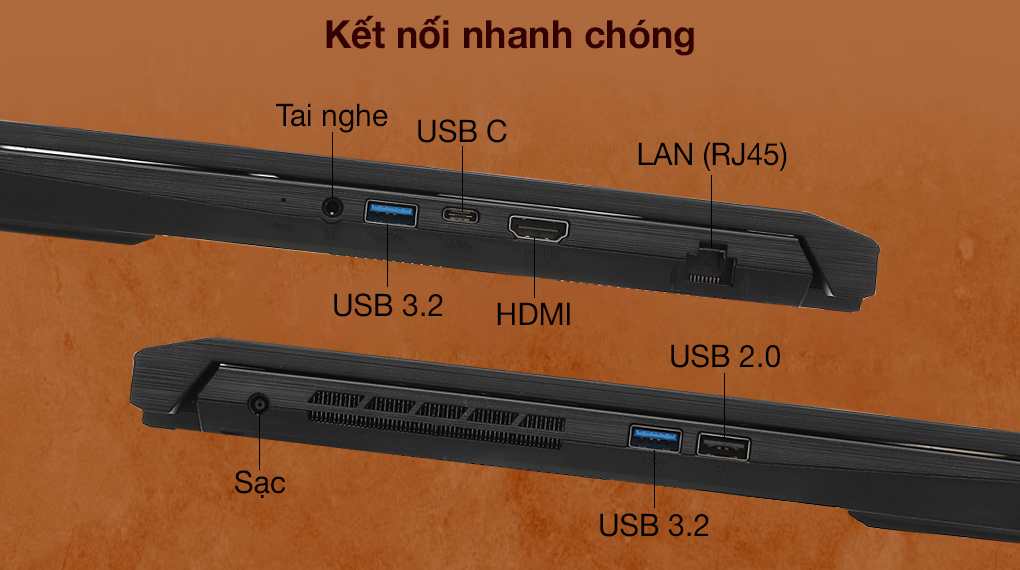 Kết nối nhanh chóng
Tai nghe
USB C
LAN (RJ45)
USB 3.2
HDMI
USB 2.0
Sạc
USB 3.2